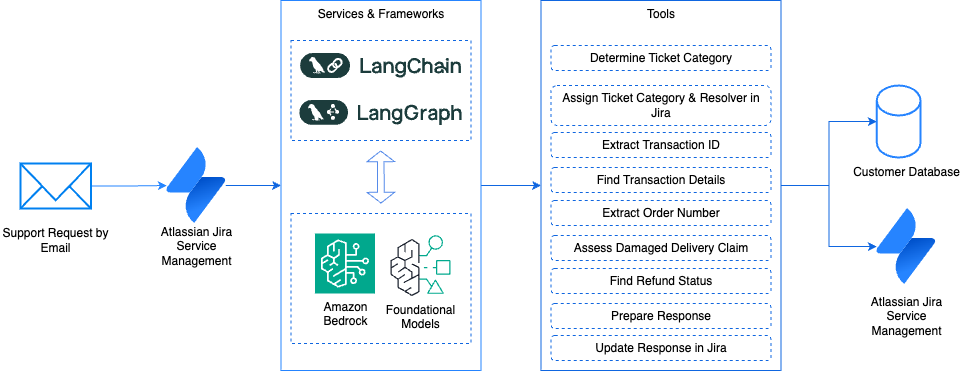 Services & Frameworks
Tools
LangChain
LangGraph
Determine Ticket Category
Assign Ticket Category & Resolver in
Jira
Extract Transaction ID
Find Transaction Details
Extract Order Number
Assess Damaged Delivery Claim
Find Refund Status
Prepare Response
Update Response in Jira
Support Request by
Email
Atlassian Jira
Service
Management
Amazon
Bedrock
Foundational
Models
Customer Database
Atlassian Jira
Service
Management